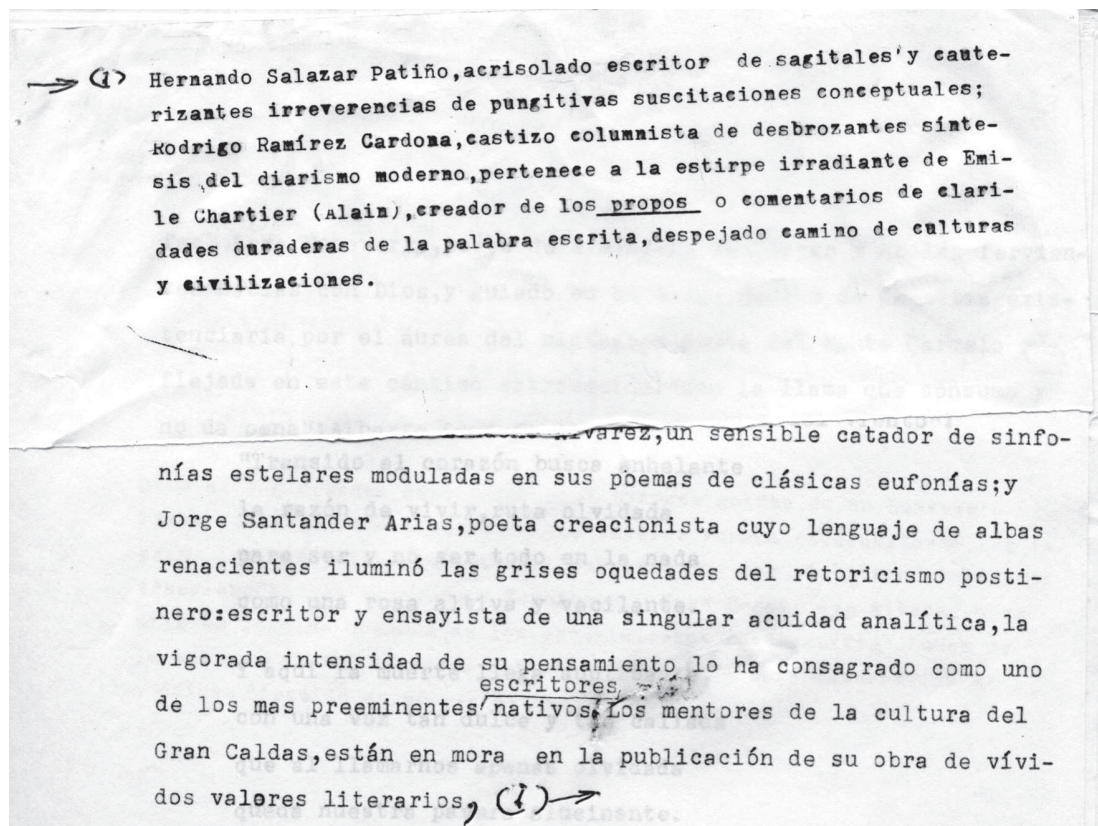 → (1) Hernando Salazar Patiño,acrisolado escritor de sagitales y caute-
rizantes irreverencias de pungitivas suscitaciones conceptuales;
Rodrigo Ramírez Cardona,castizo columnista de desbrozantes sínte-
sis del diarismo moderno,pertenece a la estirpe irradiante de Emi-
le Chartier (Alain),creador de los propos o comentarios de clari-
dades duraderas de la palabra escrita,despejado camino de culturas
y civilizaciones.
varez,un sensible catador de sinfo-
nías estelares moduladas en sus poemas de clásicas eufonías;y
Jorge Santander Arias,poeta creacionista cuyo lenguaje de albas
renacientes iluminó las grises oquedades del retoricismo posti-
nero:escritor y ensayista de una singular acuidad analítica,la
vigorada intensidad de su pensamiento lo ha consagrado como uno
escritores
de los mas preeminentes nativos. Los mentores de la cultura del
Gran Caldas,están en mora en la publicación de su obra de vívi-
dos valores literarios, (1) →